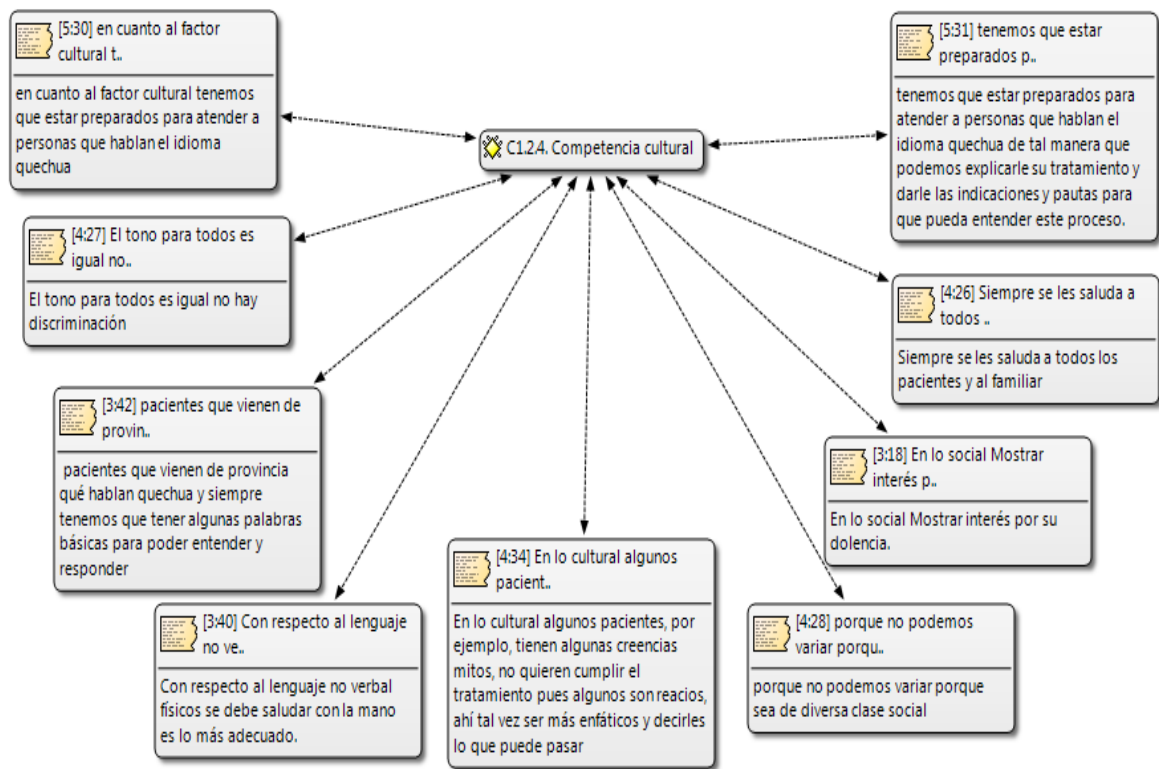 [5:30] en cuanto al factor
cultural t..
en cuanto al factor cultural tenemos
que estar preparados para atender a
personas que hablan el idioma
quechua
[5:31] tenemos que estar
preparados p..
tenemos que estar preparados para
atender a personas que hablan el
idioma quechua de tal manera que
podemos explicarle su tratamiento y
darle las indicaciones y pautas para
que pueda entender este proceso.
C1.2.4. Competencia cultural
[4:27] El tono para todos es
igual no..
El tono para todos es igual no hay
discriminación
[4:26] Siempre se les saluda a
todos ..
Siempre se les saluda a todos los
pacientes y al familiar
[3:42] pacientes que vienen de
provin..
pacientes que vienen de provincia
qué hablan quechua y siempre
tenemos que tener algunas palabras
básicas para poder entender y
responder
[3:18] En lo social Mostrar
interés p..
En lo social Mostrar interés por su
dolencia.
[3:40] Con respecto al lenguaje
no ve..
Con respecto al lenguaje no verbal
físicos se debe saludar con la mano
es lo más adecuado.
[4:34] En lo cultural algunos
pacient..
En lo cultural algunos pacientes, por
ejemplo, tienen algunas creencias
mitos, no quieren cumplir el
tratamiento pues algunos son reacios,
ahí tal vez ser más enfáticos y decirles
lo que puede pasar
[4:28] porque no podemos
variar porqu..
porque no podemos variar porque
sea de diversa clase social